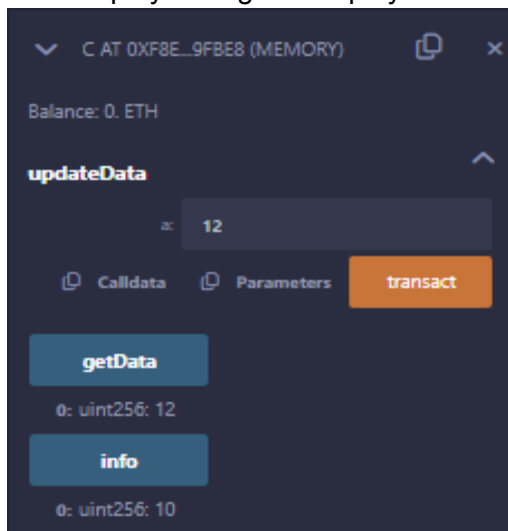 C AT 0XF8E...9FBE8 (MEMORY)
Balance: 0. ETH
updateData
a: 12
Calldata Parameters transact
getData
0: uint256: 12
info
0: uint256: 10